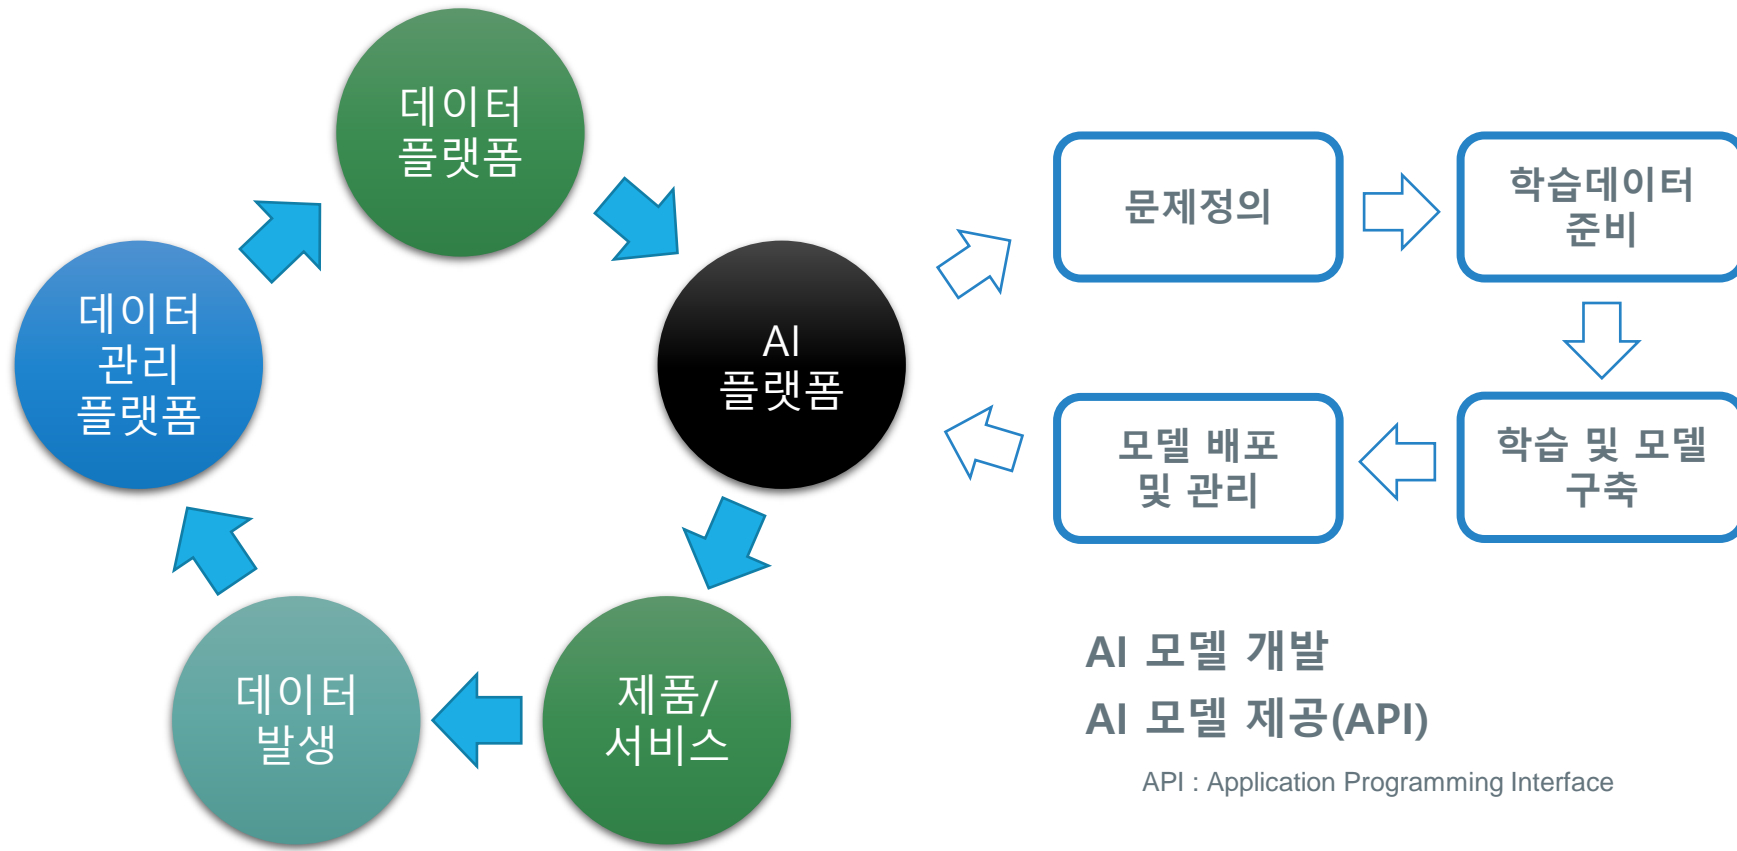 데이터
플랫폼
데이터
관리
플랫폼
AI
플랫폼
데이터
발생
제품/
서비스
문제정의
학습데이터
준비
모델 배포
및 관리
학습 및 모델
구축
AI 모델 개발
AI 모델 제공(API)
API : Application Programming Interface